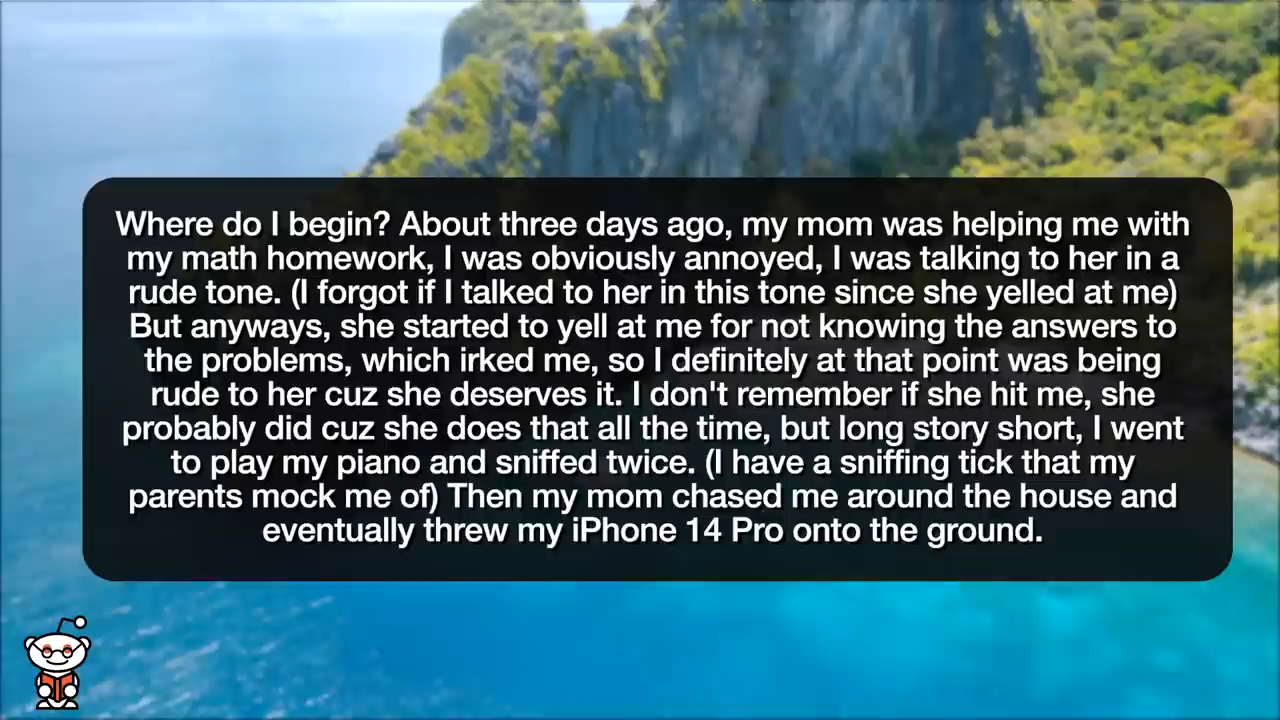 Where do I begin? About three days ago, my mom was helping me with
my math homework, I was obviously annoyed, I was talking to her in a
rude tone. (I forgot if I talked to her in this tone since she yelled at me)
But anyways, she started to yell at me for not knowing the answers to
the problems, which irked me, so I definitely at that point was being
rude to her cuz she deserves it. I don't remember if she hit me, she
probably did cuz she does that all the time, but long story short, I went
to play my piano and sniffed twice. (I have a sniffing tick that my
parents mock me of) Then my mom chased me around the house and
eventually threw my iPhone 14 Pro onto the ground.